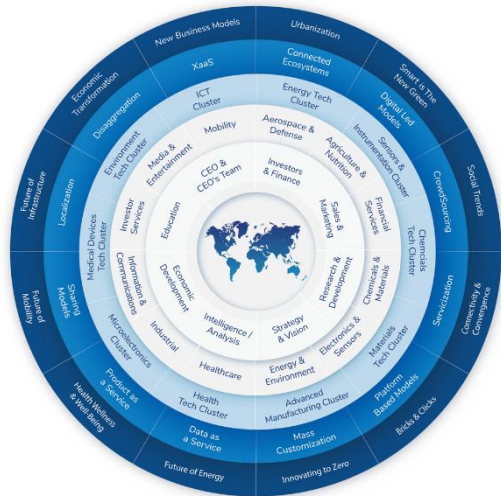 New Business Models
Urbanization
Smart is The
New Green
Social Trends
Connectivity &
Convergence
Bricks & Clicks
Innovating to Zero
Future of Energy
Health Wellness
& Well Being
Future of
Mobility
Future of
Infrastructure
Economic
Transformation
XaaS
Connected
Ecosystems
Digital Led
Models
CrowdSourcing
Servicization
Platform
Based Models
Mass
Customization
Data as
a Service
Product as
a Service
Sharing
Models
Localization
Disaggregation
ICT
Cluster
Energy Tech
Cluster
Sensors &
Instrumentation Cluster
Chemcials
Tech Cluster
Materials
Tech Cluster
Advanced
Manufacturing Cluster
Health
Tech Cluster
Microelectronics
Cluster
Medical Devices
Tech Cluster
Environment
Tech Cluster
Mobility
Aerospace &
Defense
Agriculture &
Nutrition
Financial
Services
Chemicals &
Materials
Electronics &
Sensors
Energy &
Environment
Healthcare
Industrial
Information &
Communications
Investor
Services
Media &
Entertainment
CEO &
CEO's Team
Investors
& Finance
Sales &
Marketing
Research &
Development
Strategy
& Vision
Intelligence /
Analysis
Economic
Development
Education